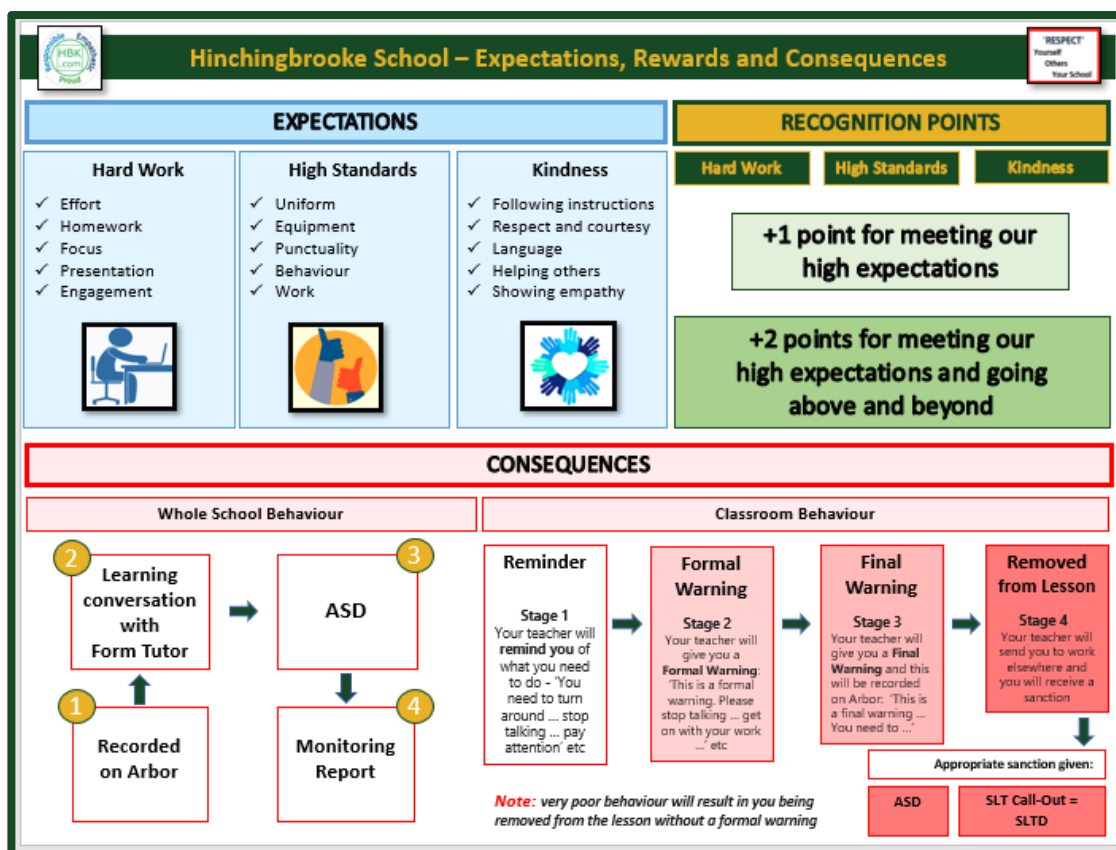 Responsible
Empathetic
HBK
.com
Proud
Hinchingbrooke School – Expectations, Rewards and Consequences
'RESPECT'
Yourself
Others
Your School
EXPECTATIONS
Hard Work
✓ Effort
✓ Homework
✓ Focus
✓ Presentation
✓ Engagement
High Standards
✓ Uniform
✓ Equipment
✓ Punctuality
✓ Behaviour
✓ Work
Kindness
✓ Following instructions
✓ Respect and courtesy
✓ Language
✓ Helping others
✓ Showing empathy
RECOGNITION POINTS
Hard Work
High Standards
Kindness
+1 point for meeting our
high expectations
+2 points for meeting our
high expectations and going
above and beyond
CONSEQUENCES
Whole School Behaviour
1
Recorded
on Arbor
2
Learning
conversation
with
Form Tutor
3
ASD
4
Monitoring
Report
Classroom Behaviour
Reminder
Stage 1
Your teacher will
remind you of
what you need
to do - 'You
need to turn
around ... stop
talking ... pay
attention' etc
Formal
Warning
Stage 2
Your teacher will
give you a
Formal Warning:
'This is a formal
warning. Please
stop talking ... get
on with your work
...' etc
Final
Warning
Stage 3
Your teacher will
give you a Final
Warning and this
will be recorded
on Arbor: 'This is
a final warning ...
You need to ...'
Removed
from Lesson
Stage 4
Your teacher will
send you to work
elsewhere and
you will receive a
sanction
Appropriate sanction given:
ASD
SLT Call-Out =
SLTD
Note: very poor behaviour will result in you being
removed from the lesson without a formal warning